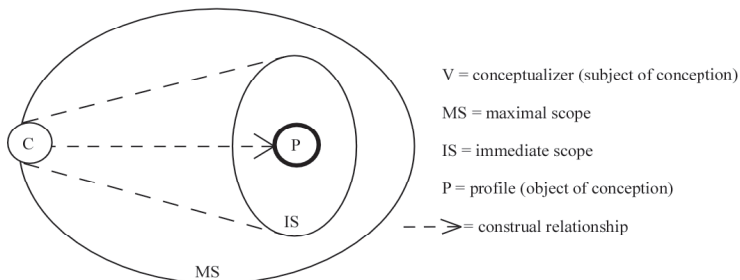 C
P
IS
MS
V = conceptualizer (subject of conception)
MS = maximal scope
IS = immediate scope
P = profile (object of conception)
= construal relationship